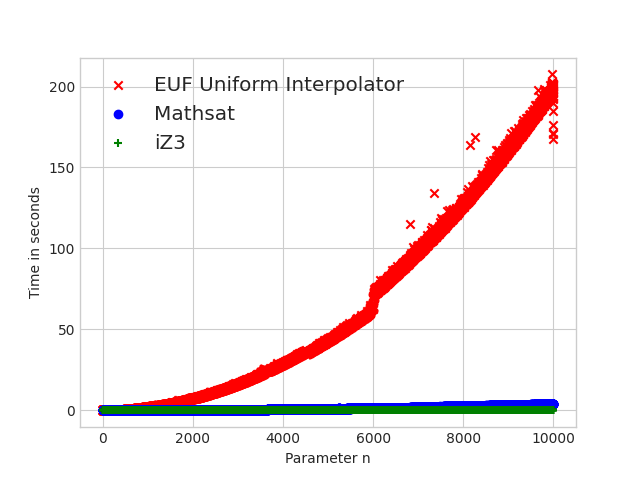 EUF Uniform Interpolator
Mathsat
iZ3
200
150
100
50
0
Time in seconds
0 2000 4000 6000 8000 10000
Parameter n